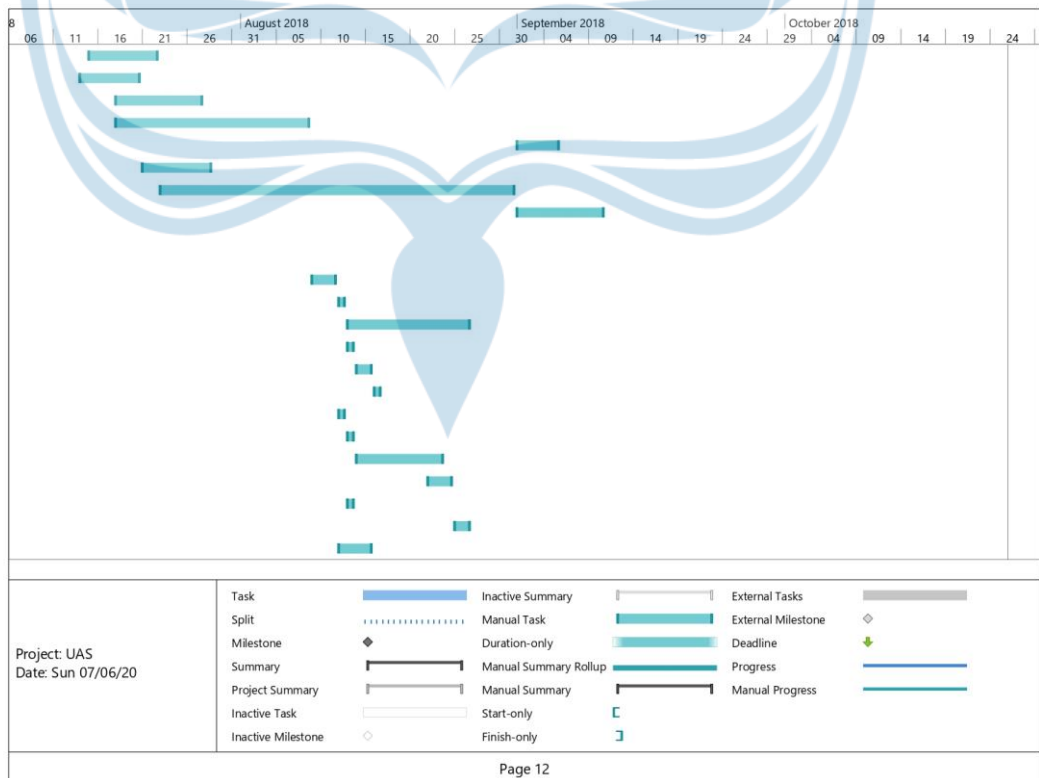 8 August 2018 September 2018 October 2018
06 11 16 21 26 31 05 10 15 20 25 30 04 09 14 19 24 29 04 09 14 19 24
Task Inactive Summary External Tasks
Split Manual Task External Milestone
Milestone Duration-only Deadline
Project: UAS
Date: Sun 07/06/20
Summary Manual Summary Rollup Progress
Project Summary Manual Summary Manual Progress
Inactive Task Start-only
Inactive Milestone Finish-only
Page 12